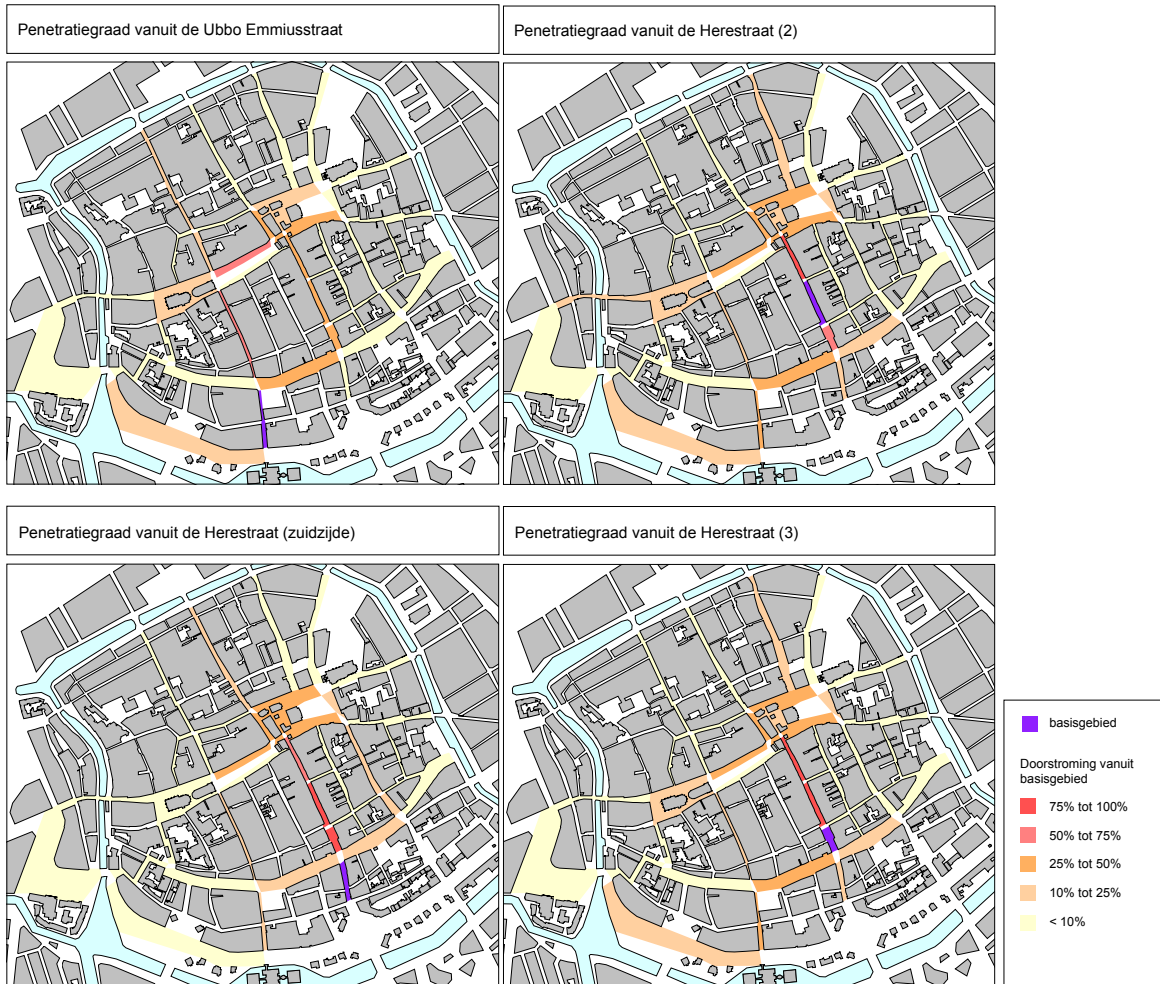 Penetratiegraad vanuit de Ubbo Emmiusstraat
Penetratiegraad vanuit de Herestraat (2)
Penetratiegraad vanuit de Herestraat (zuidzijde)
Penetratiegraad vanuit de Herestraat (3)
basisgebied
Doorstroming vanuit
basisgebied
75% tot 100%
50% tot 75%
25% tot 50%
10% tot 25%
< 10%